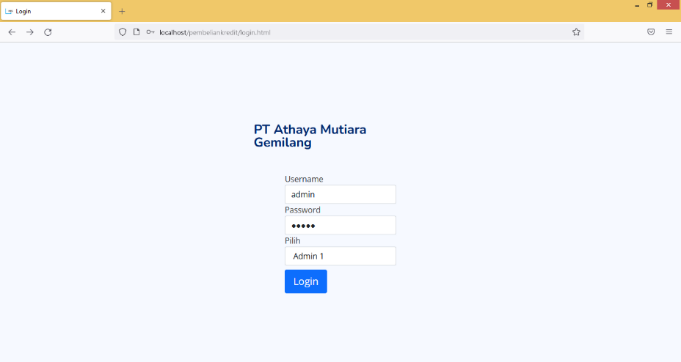 Login
localhost/pembeliankredit/login.html
PT Athaya Mutiara
Gemilang
Username
admin
Password
●●●●●
Pilih
Admin 1
Login